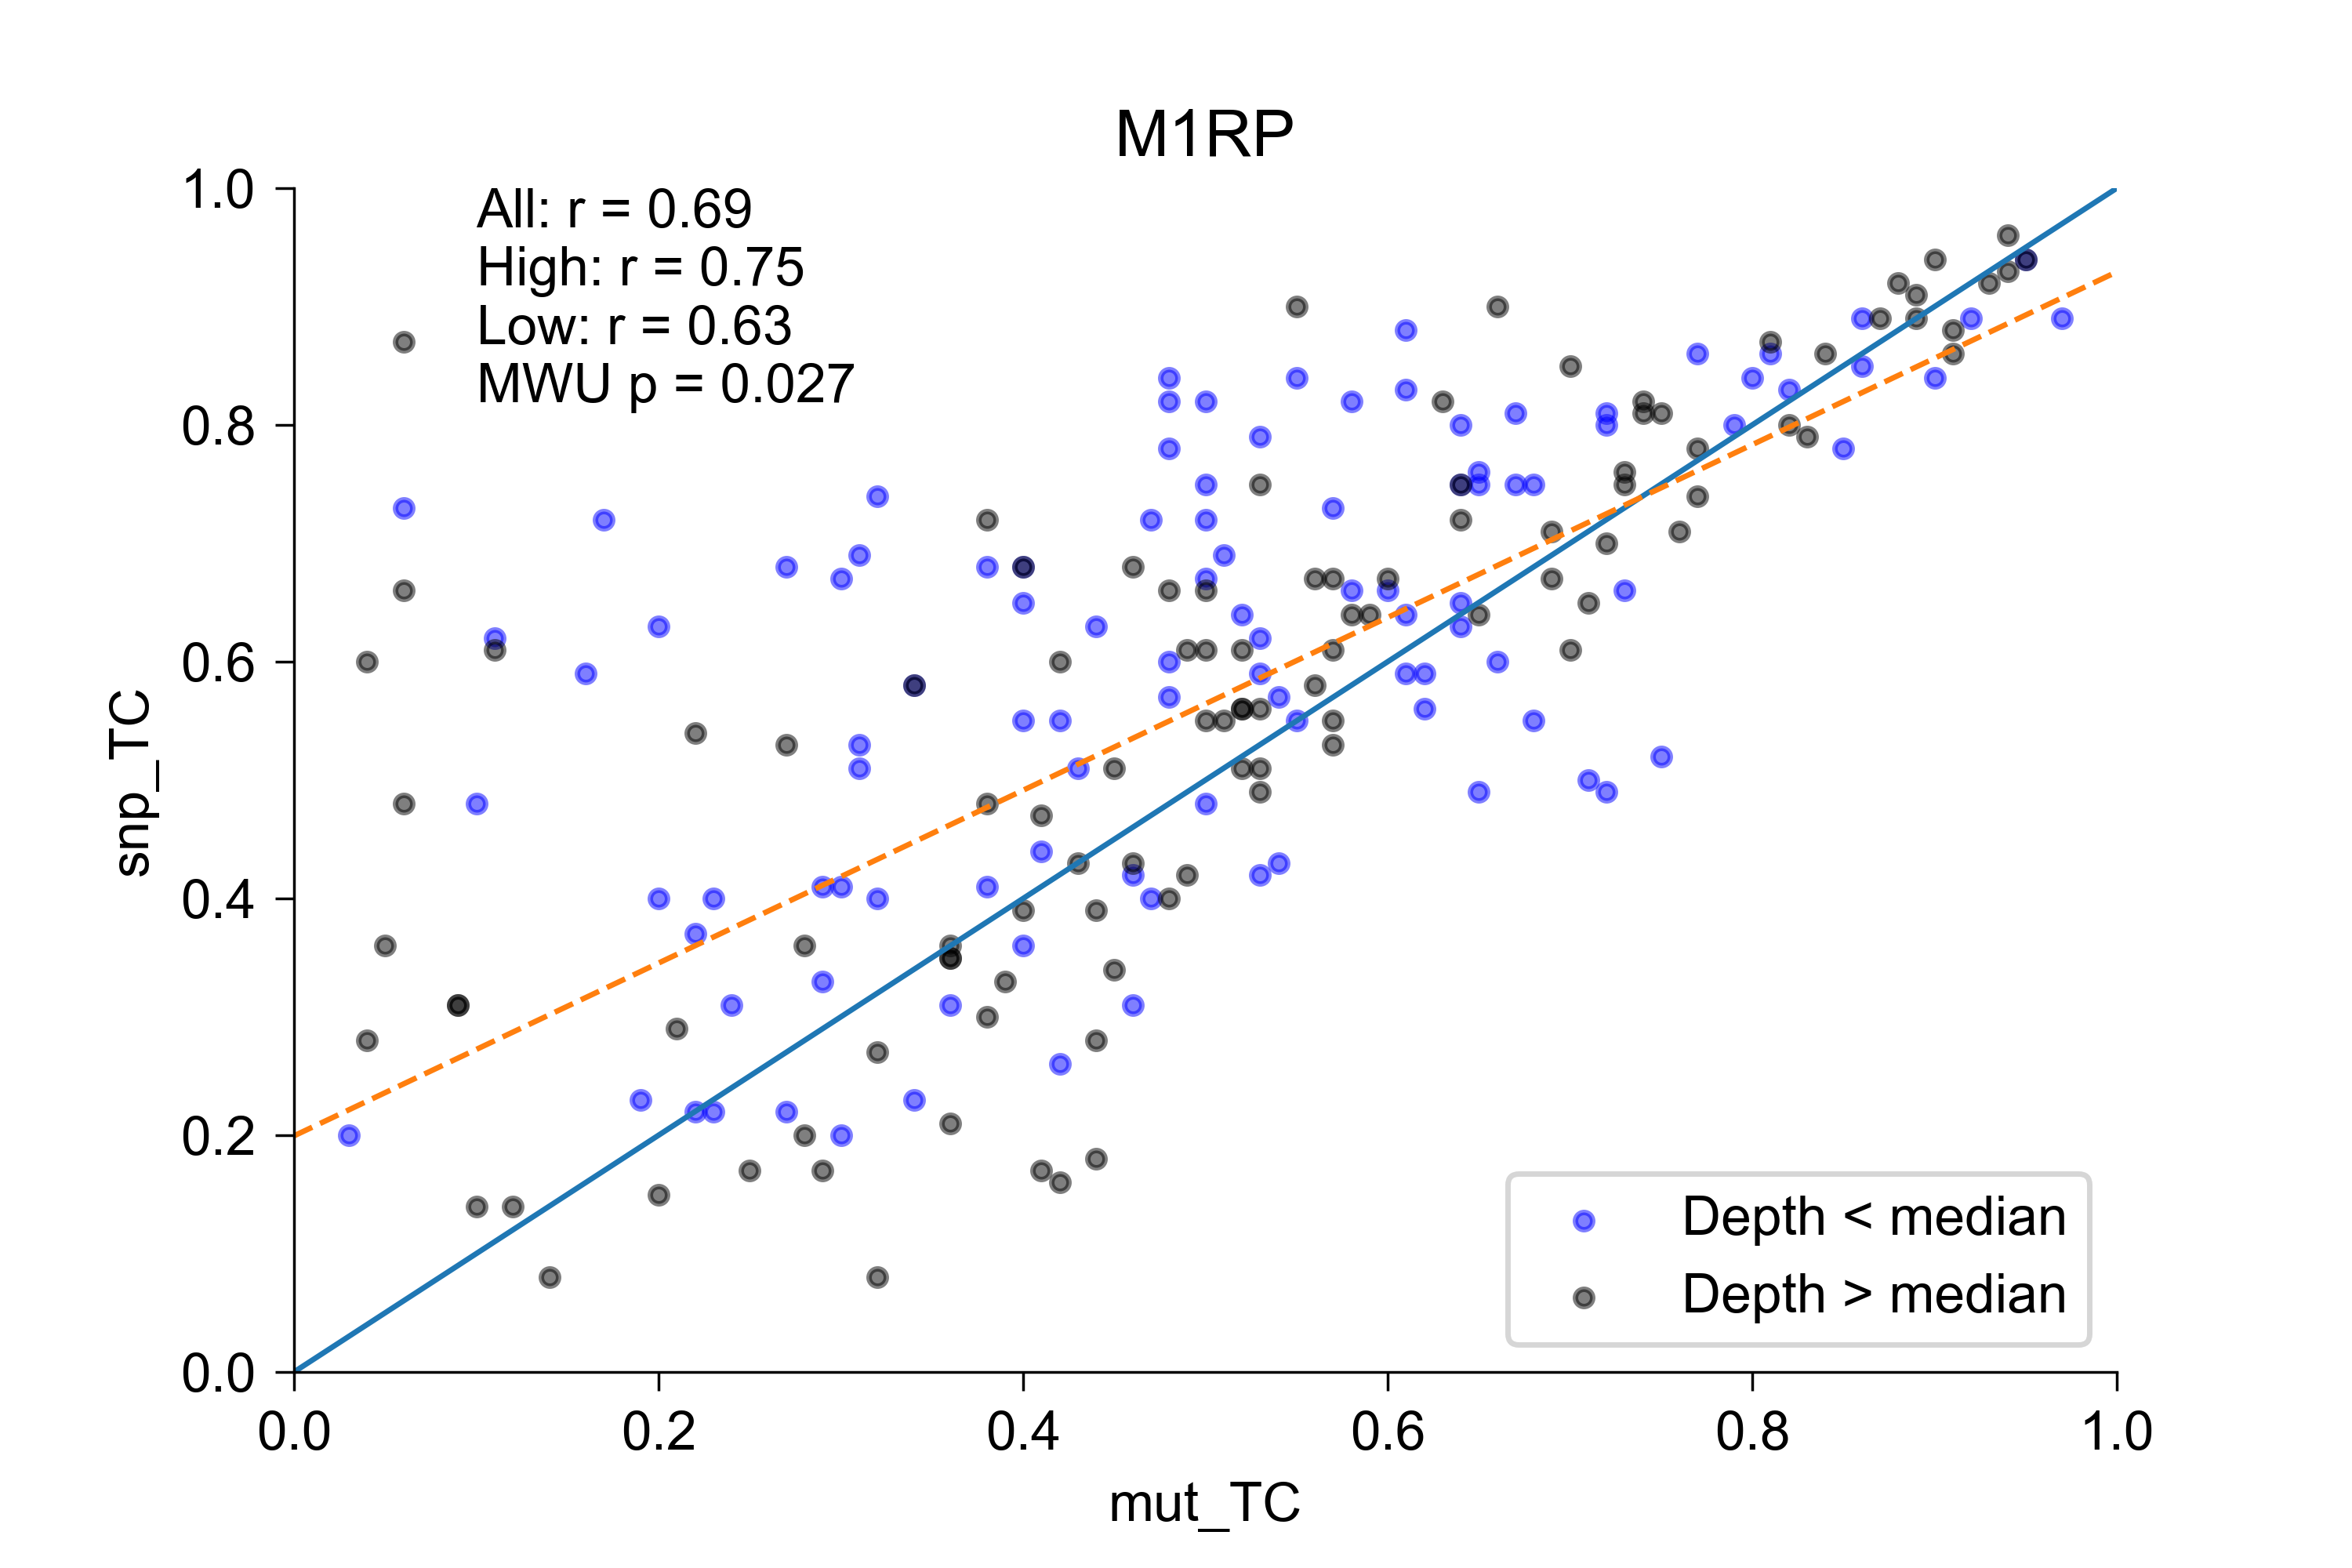 M1RP
All: r = 0.69
High: r = 0.75
Low: r = 0.63
MWU p = 0.027
1.0
0.8
0.6
0.4
0.2
0.0
snp_TC
Depth < median
Depth > median
0.0 0.2 0.4 0.6 0.8 1.0
mut_TC